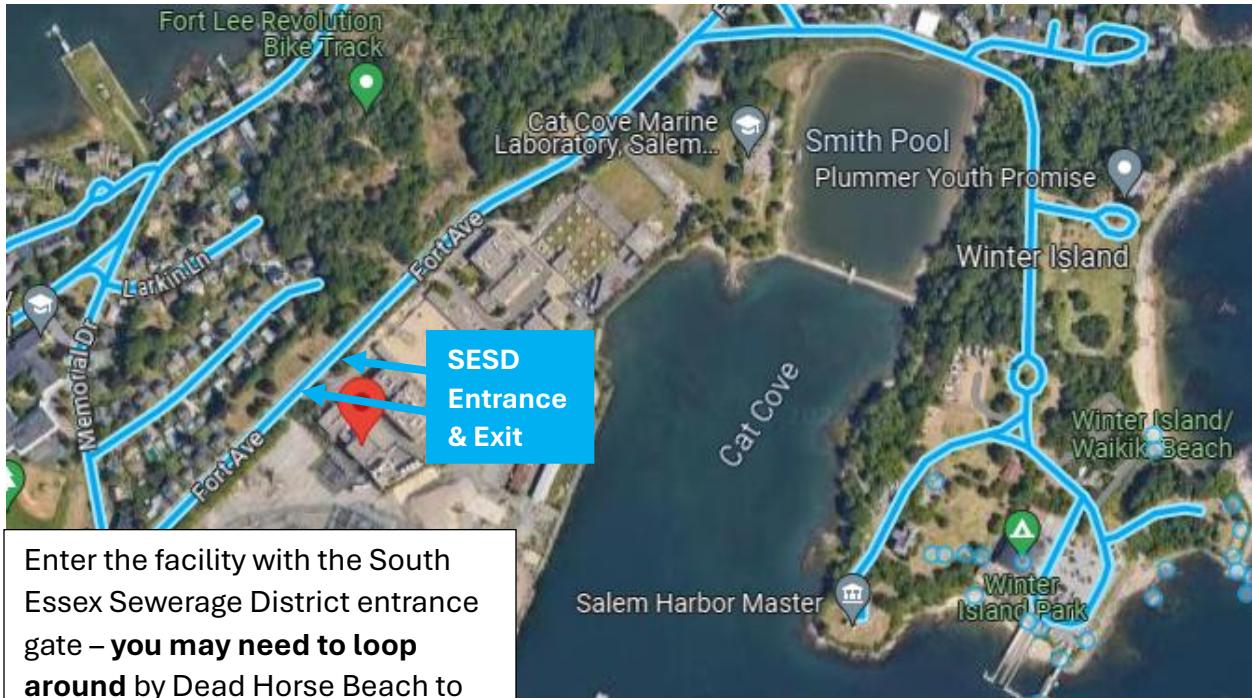 Fort Lee Revolution
Bike Track
Cat Cove Marine
Laboratory, Salem...
Smith Pool
Plummer Youth Promise
Winter Island
Larkin Ln
Fort Ave
Memorial Dr
SESD
Entrance
& Exit
Cat Cove
Winter Island/
Waikiki Beach
Fort Ave
Salem Harbor Master
Winter
Island Park
Enter the facility with the South
Essex Sewerage District entrance
gate – you may need to loop
around by Dead Horse Beach to